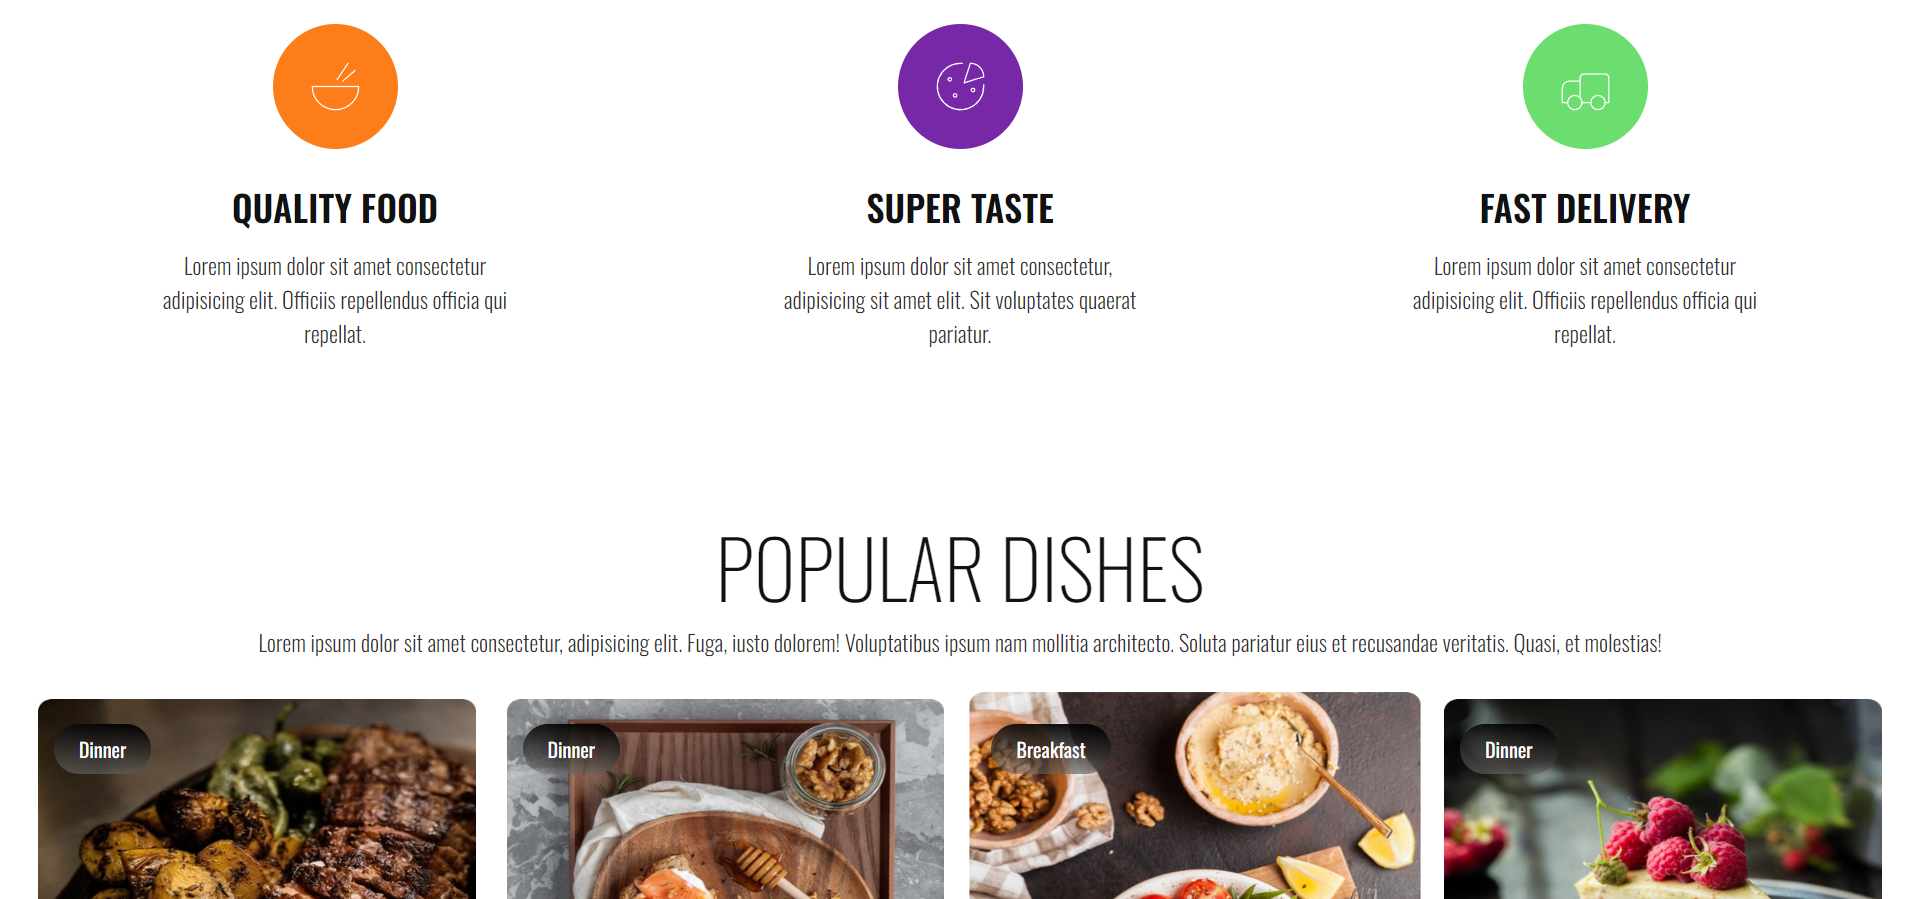 QUALITY FOOD
Lorem ipsum dolor sit amet consectetur
adipisicing elit. Officiis repellendus officia qui
repellat.
SUPER TASTE
Lorem ipsum dolor sit amet consectetur,
adipisicing sit amet elit. Sit voluptates quaerat
pariatur.
FAST DELIVERY
Lorem ipsum dolor sit amet consectetur
adipisicing elit. Officiis repellendus officia qui
repellat.
POPULAR DISHES
Lorem ipsum dolor sit amet consectetur, adipisicing elit. Fuga, iusto dolorem! Voluptatibus ipsum nam mollitia architecto. Soluta pariatur eius et recusandae veritatis. Quasi, et molestias!
Dinner
Dinner
Breakfast
Dinner